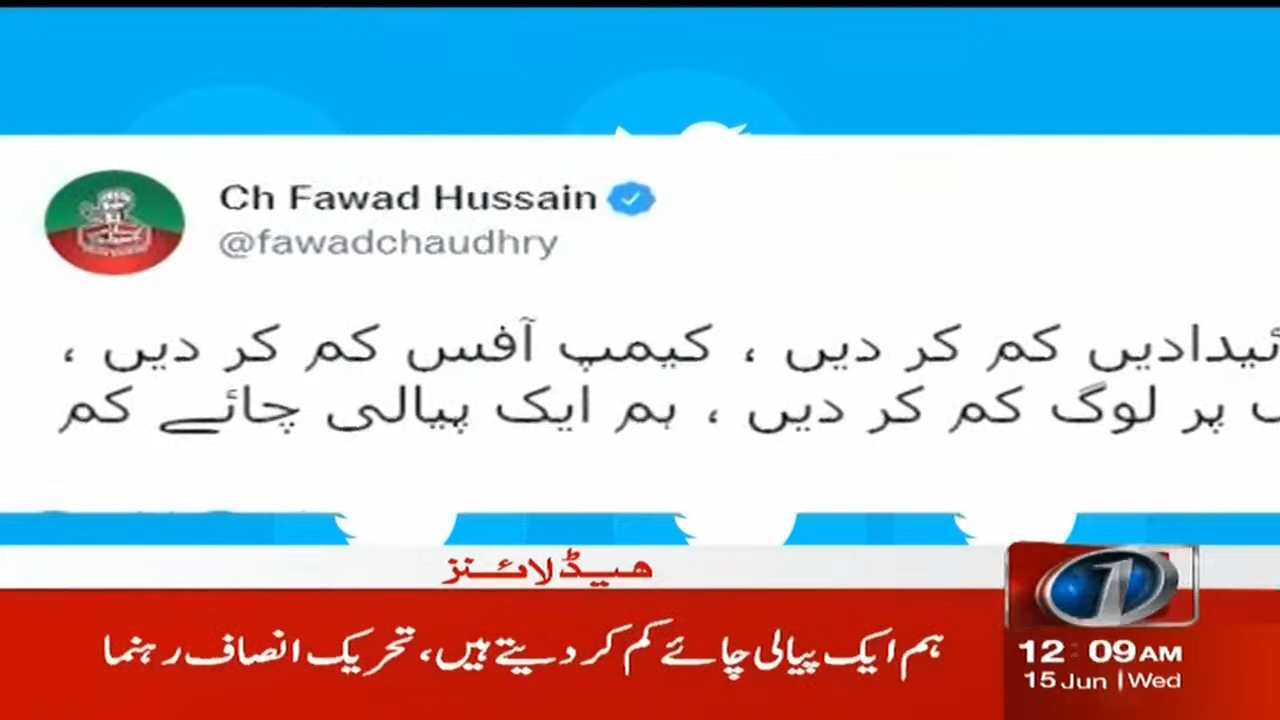 Ch Fawad Hussain
@fawadchaudhry
کم کر دیں ، کیمپ آفس کم کر دیں ،
پر لوگ کم کر دیں ، ہم ایک پیالی چائے کم
ھیڈلائنز
ہم ایک پیالی چائے کم کر دیتے ہیں، تحریک انصاف رہنما
1
12:09AM
15 Jun | Wed